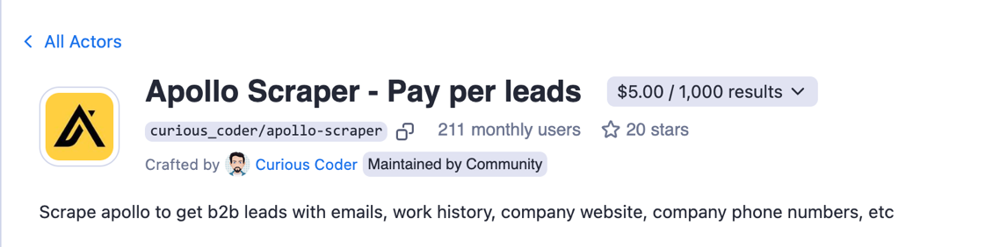 All Actors
Apollo Scraper - Pay per leads $5.00 / 1,000 results
curious_coder/apollo-scraper 211 monthly users 20 stars
Crafted by Curious Coder Maintained by Community
Scrape apollo to get b2b leads with emails, work history, company website, company phone numbers, etc